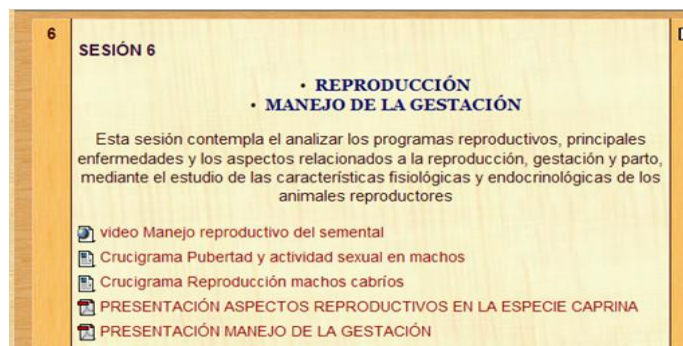 6
SESIÓN 6
• REPRODUCCIÓN
• MANEJO DE LA GESTACIÓN
Esta sesión contempla el analizar los programas reproductivos, principales
enfermedades y los aspectos relacionados a la reproducción, gestación y parto,
mediante el estudio de las características fisiológicas y endocrinológicas de los
animales reproductores
video Manejo reproductivo del semental
Crucigrama Pubertad y actividad sexual en machos
Crucigrama Reproducción machos cabríos
PRESENTACIÓN ASPECTOS REPRODUCTIVOS EN LA ESPECIE CAPRINA
PRESENTACIÓN MANEJO DE LA GESTACIÓN